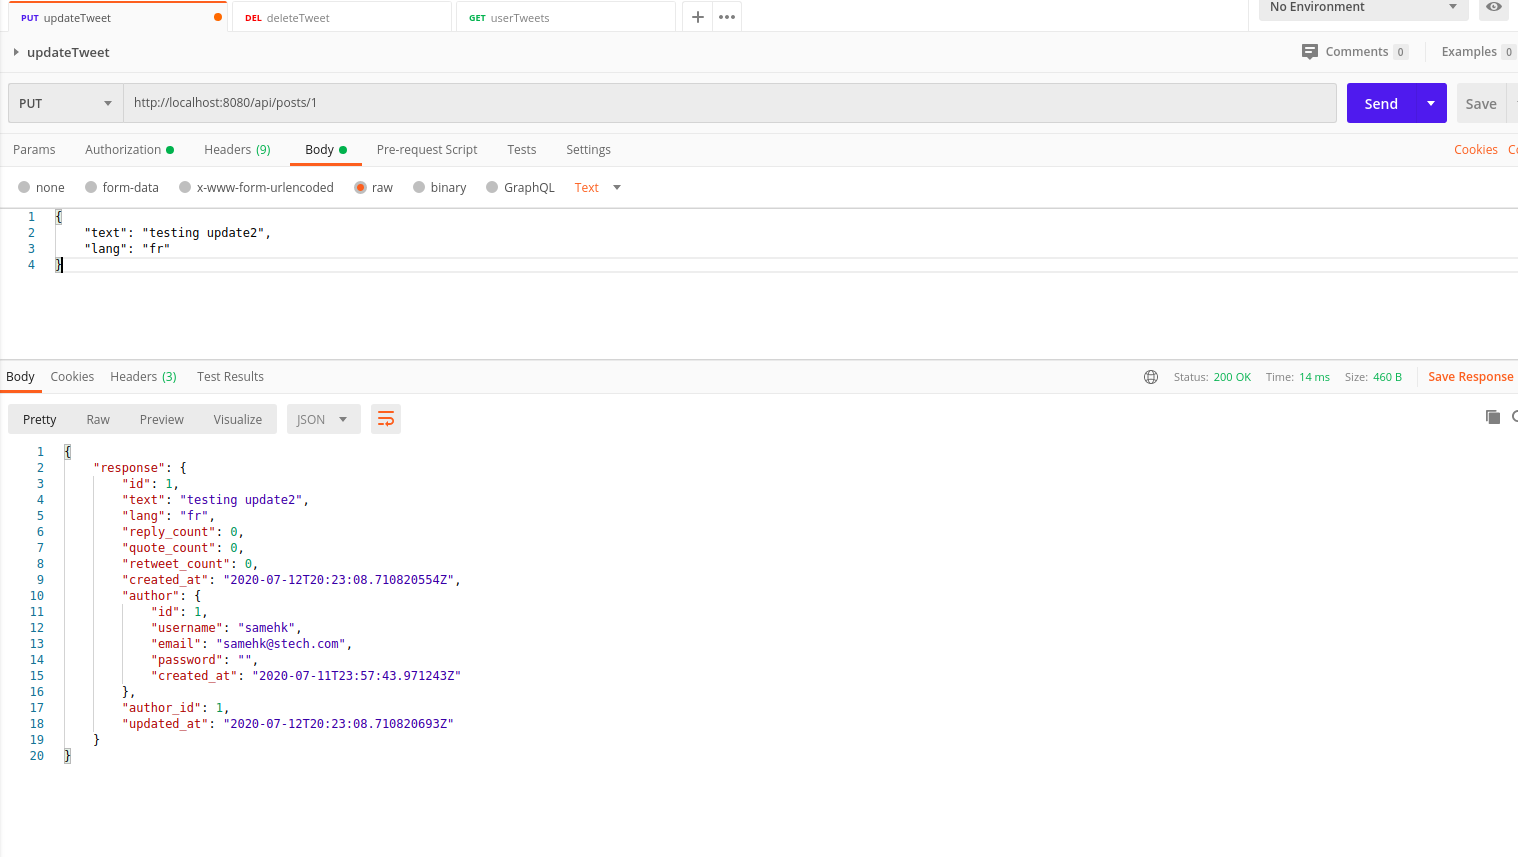 PUT updateTweet DEL deleteTweet GET userTweets + ••• No Environment
updateTweet Comments 0 Examples 0
PUT http://localhost:8080/api/posts/1 Send Save
Params Authorization Headers (9) Body Pre-request Script Tests Settings Cookies
none form-data x-www-form-urlencoded raw binary GraphQL Text
1 {
2 "text": "testing update2",
3 "lang": "fr"
4 }
Body Cookies Headers (3) Test Results Status: 200 OK Time: 14 ms Size: 460 B Save Response
Pretty Raw Preview Visualize JSON
1 {
2 "response": {
3 "id": 1,
4 "text": "testing update2",
5 "lang": "fr",
6 "reply_count": 0,
7 "quote_count": 0,
8 "retweet_count": 0,
9 "created_at": "2020-07-12T20:23:08.710820554Z",
10 "author": {
11 "id": 1,
12 "username": "samehk",
13 "email": "samehk@stech.com",
14 "password": "",
15 "created_at": "2020-07-11T23:57:43.971243Z"
16 },
17 "author_id": 1,
18 "updated_at": "2020-07-12T20:23:08.710820693Z"
19 }
20 }